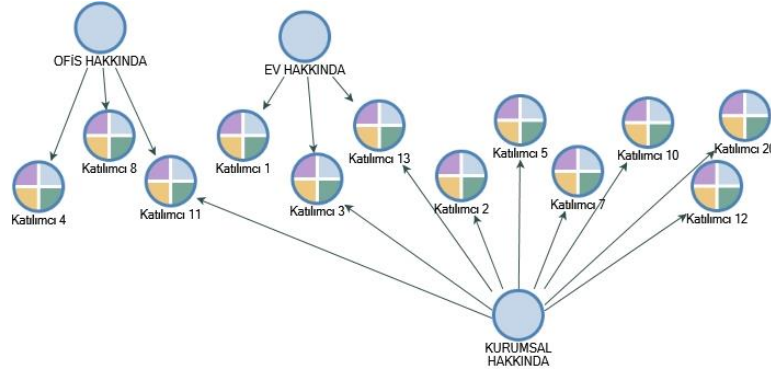 OFİS HAKKINDA
EV HAKKINDA
Katılımcı 8
Katılımcı 1
Katılımcı 13
Katılımcı 5
Katılımcı 10
Katılımcı 20
Katılımcı 4
Katılımcı 11
Katılımcı 3
Katılımcı 2
Katılımcı 7
Katılımcı 12
KURUMSAL
HAKKINDA